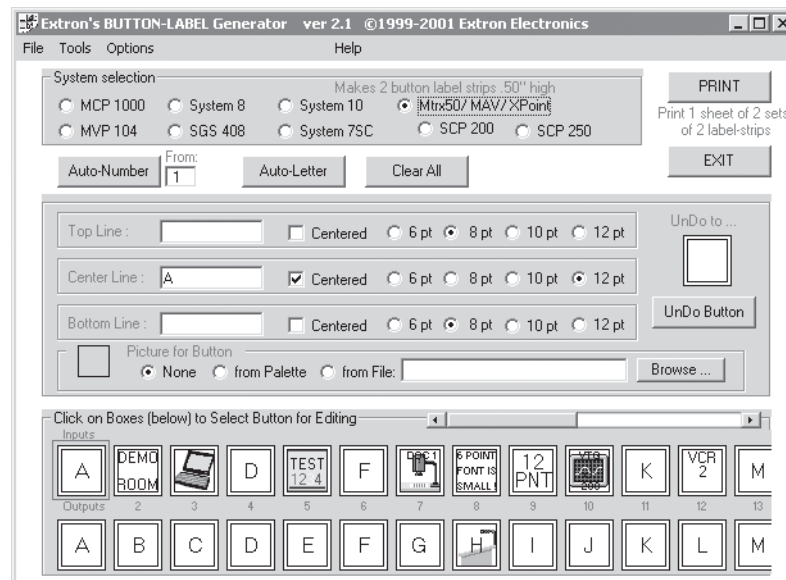 Extron's BUTTON-LABEL Generator ver 2.1 ©1999-2001 Extron Electronics
File Tools Options Help
System selection
Makes 2 button label strips .50" high
MCP 1000 System 8 System 10 Mtrx50/ MAV/ XPoint
MVP 104 SGS 408 System 7SC SCP 200 SCP 250
PRINT
Print 1 sheet of 2 sets
of 2 label-strips
EXIT
Auto-Number From: 1 Auto-Letter Clear All
Top Line : Centered 6 pt 8 pt 10 pt 12 pt
Center Line : A Centered 6 pt 8 pt 10 pt 12 pt
Bottom Line : Centered 6 pt 8 pt 10 pt 12 pt
UnDo to ...
UnDo Button
Picture for Button
None from Palette from File: Browse ...
Click on Boxes (below) to Select Button for Editing
Inputs
A DEMO ROOM D TEST 12 4 F DOC 1 6 POINT FONT IS SMALL ! 12 PNT VTG 200 K VCR 2 M
Outputs 2 3 4 5 6 7 8 9 10 11 12 13
A B C D E F G H I J K L M